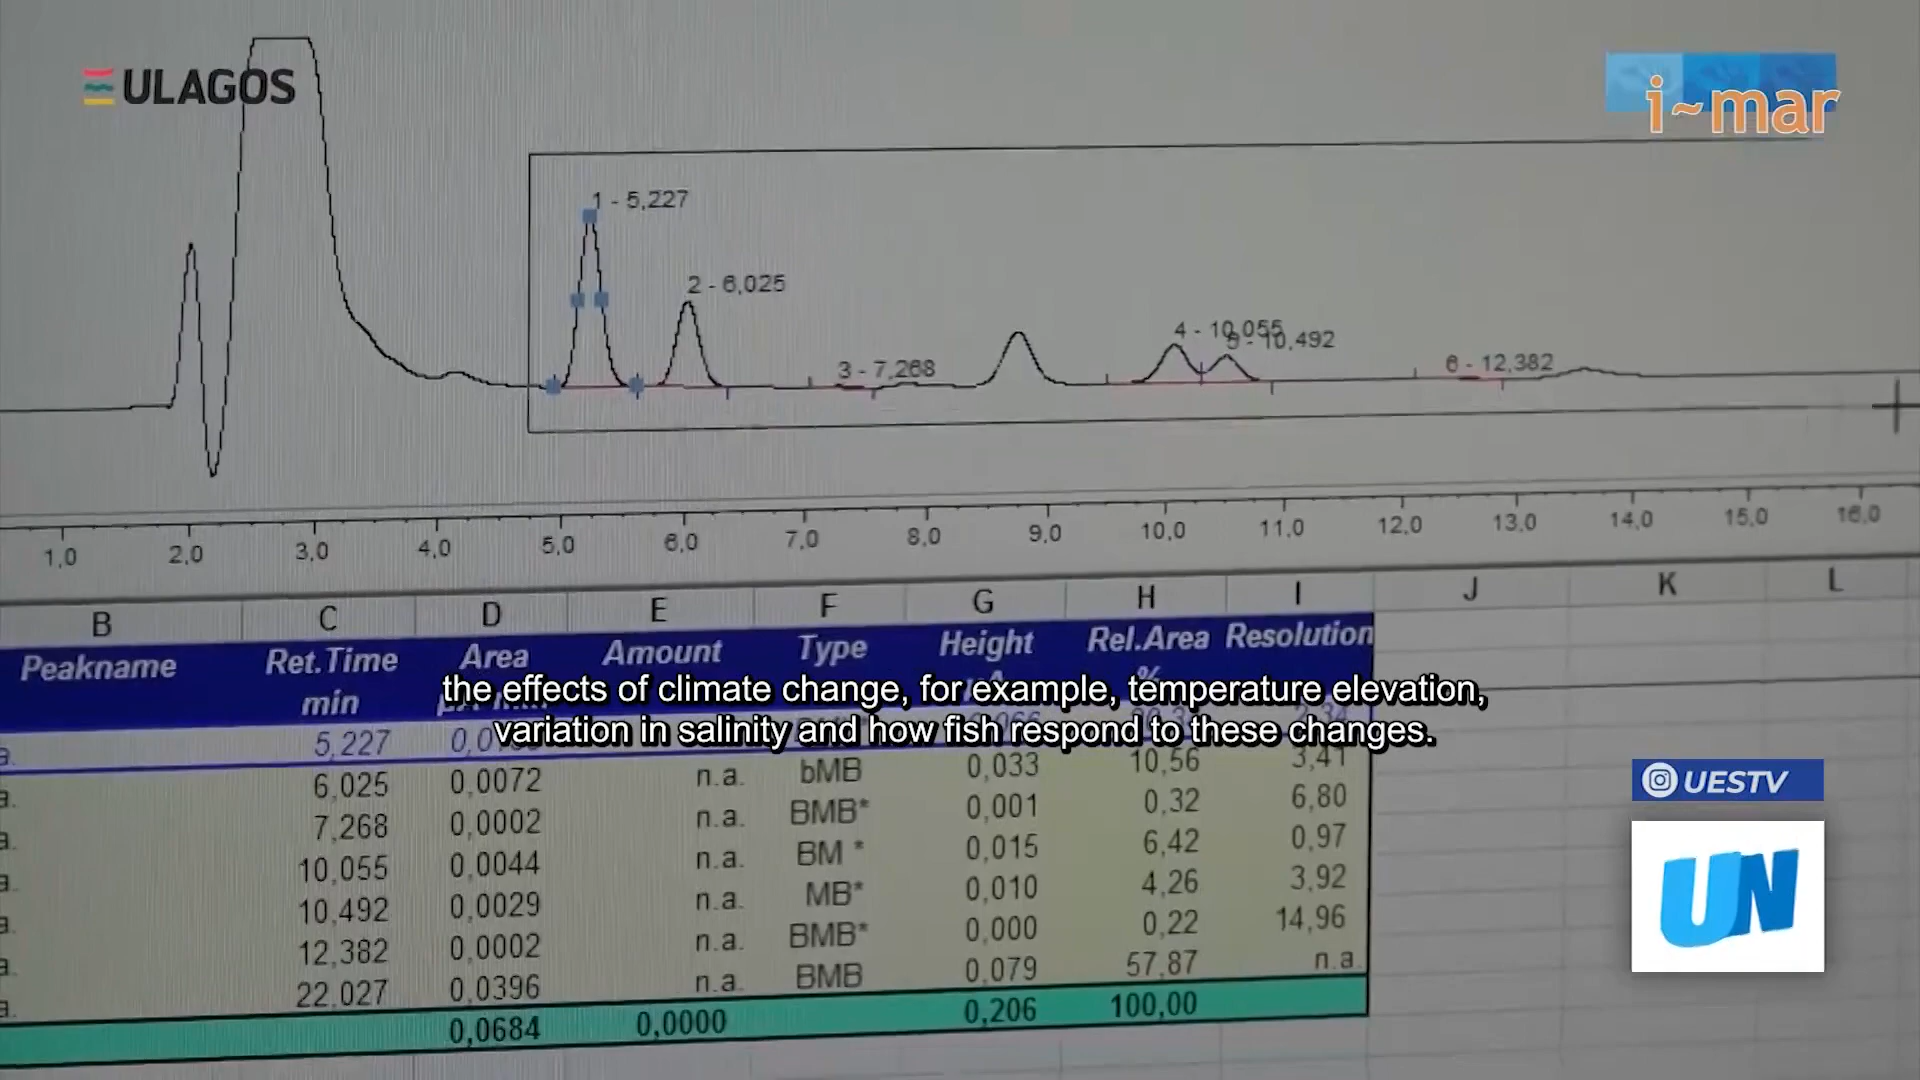 ULAGOS
i~mar
1 - 5,227
2 - 6,025
3 - 7,268
4 - 10,055
5 - 10,492
6 - 12,382
1,0 2,0 3,0 4,0 5,0 6,0 7,0 8,0 9,0 10,0 11,0 12,0 13,0 14,0 15,0 16,0
B C D E F G H I J K L
Peakname Ret.Time Area Amount Type Height Rel.Area Resolution
min %
the effects of climate change, for example, temperature elevation,
variation in salinity and how fish respond to these changes.
a. 5,227
a. 6,025 0,0072 n.a. bMB 0,033 10,56 3,41
a. 7,268 0,0002 n.a. BMB* 0,001 0,32 6,80
a. 10,055 0,0044 n.a. BM * 0,015 6,42 0,97
a. 10,492 0,0029 n.a. MB* 0,010 4,26 3,92
a. 12,382 0,0002 n.a. BMB* 0,000 0,22 14,96
a. 22,027 0,0396 n.a. BMB 0,079 57,87 n.a.
0,0684 0,0000 0,206 100,00
UESTV
UN